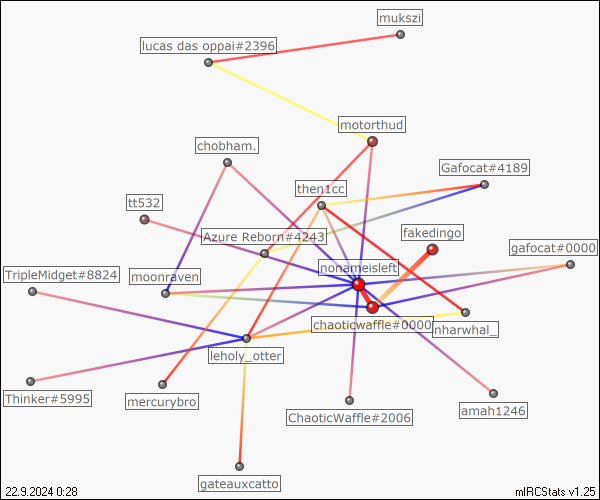 mukszi
lucas das oppai#2396
motorthud
chobham.
Gafocat#4189
then1cc
tt532
Azure Reborn#4243
fakedingo
gafocat#0000
nonameisleft
TripleMidget#8824
moonraven
chaoticwaffle#0000
nharwhal_
leholy_otter
Thinker#5995
mercurybro
ChaoticWaffle#2006
amah1246
gateauxcatto
22.9.2024 0:28
mIRCStats v1.25